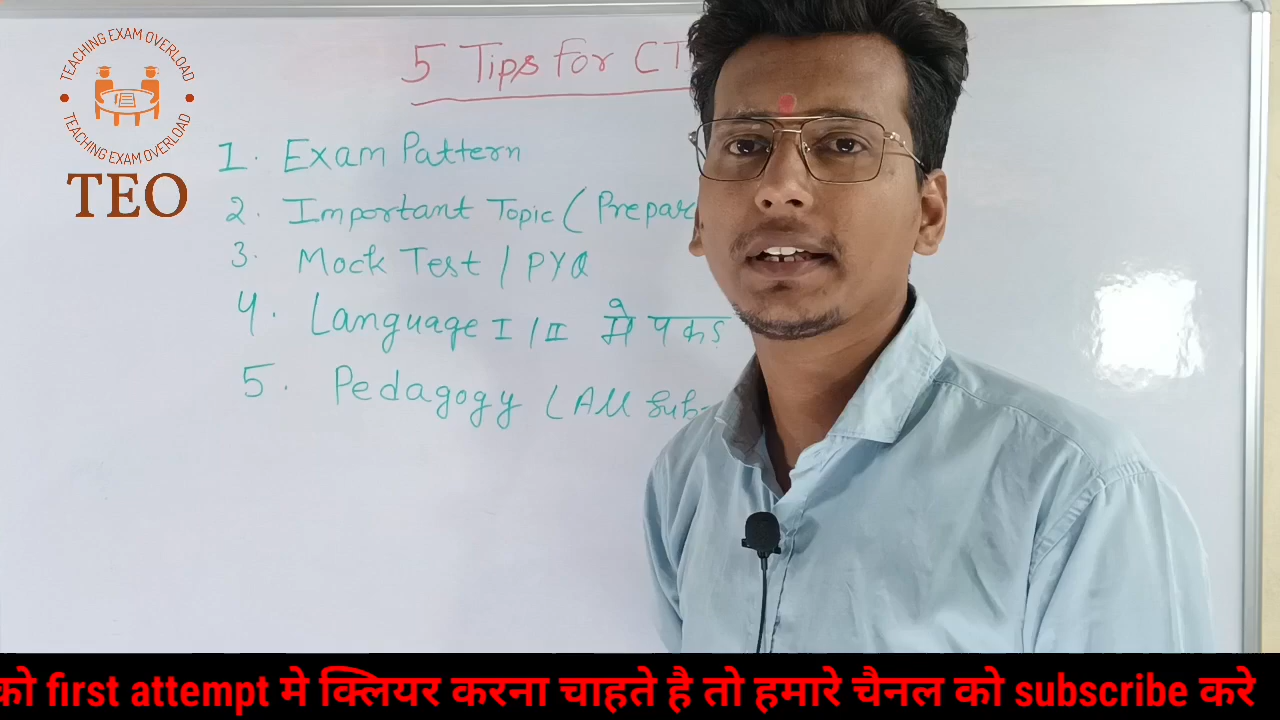 TEACHING EXAM OVERLOAD
TEACHING EXAM OVERLOAD
TEO
5 Tips for CT
1. Exam Pattern
2. Important Topic (Prepar
3. Mock Test / PYQ
4. Language I / II में पकड़
5. Pedagogy (All Sub-
को first attempt मे क्लियर करना चाहते है तो हमारे चैनल को subscribe करे